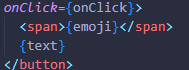 onClick={onClick}>
<span>{emoji}</span>
{text}
</button>